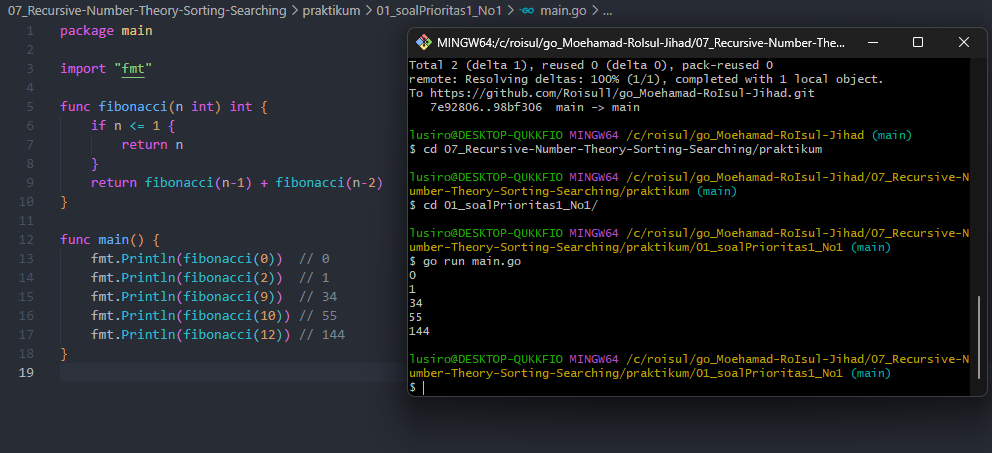 07_Recursive-Number-Theory-Sorting-Searching > praktikum > 01_soalPrioritas1_No1 > main.go > ...
1 package main
2
3 import "fmt"
4
5 func fibonacci(n int) int {
6 if n <= 1 {
7 return n
8 }
9 return fibonacci(n-1) + fibonacci(n-2)
10 }
11
12 func main() {
13 fmt.Println(fibonacci(0)) // 0
14 fmt.Println(fibonacci(2)) // 1
15 fmt.Println(fibonacci(9)) // 34
16 fmt.Println(fibonacci(10)) // 55
17 fmt.Println(fibonacci(12)) // 144
18 }
19
MINGW64:/c/roisul/go_Moehamad-RoIsul-Jihad/07_Recursive-Number-The...
Total 2 (delta 1), reused 0 (delta 0), pack-reused 0
remote: Resolving deltas: 100% (1/1), completed with 1 local object.
To https://github.com/Roisull/go_Moehamad-RoIsul-Jihad.git
7e92806..98bf306 main -> main
lusiro@DESKTOP-QUKKFIO MINGW64 /c/roisul/go_Moehamad-RoIsul-Jihad (main)
$ cd 07_Recursive-Number-Theory-Sorting-Searching/praktikum
lusiro@DESKTOP-QUKKFIO MINGW64 /c/roisul/go_Moehamad-RoIsul-Jihad/07_Recursive-N
umber-Theory-Sorting-Searching/praktikum (main)
$ cd 01_soalPrioritas1_No1/
lusiro@DESKTOP-QUKKFIO MINGW64 /c/roisul/go_Moehamad-RoIsul-Jihad/07_Recursive-N
umber-Theory-Sorting-Searching/praktikum/01_soalPrioritas1_No1 (main)
$ go run main.go
0
1
34
55
144
lusiro@DESKTOP-QUKKFIO MINGW64 /c/roisul/go_Moehamad-RoIsul-Jihad/07_Recursive-N
umber-Theory-Sorting-Searching/praktikum/01_soalPrioritas1_No1 (main)
$